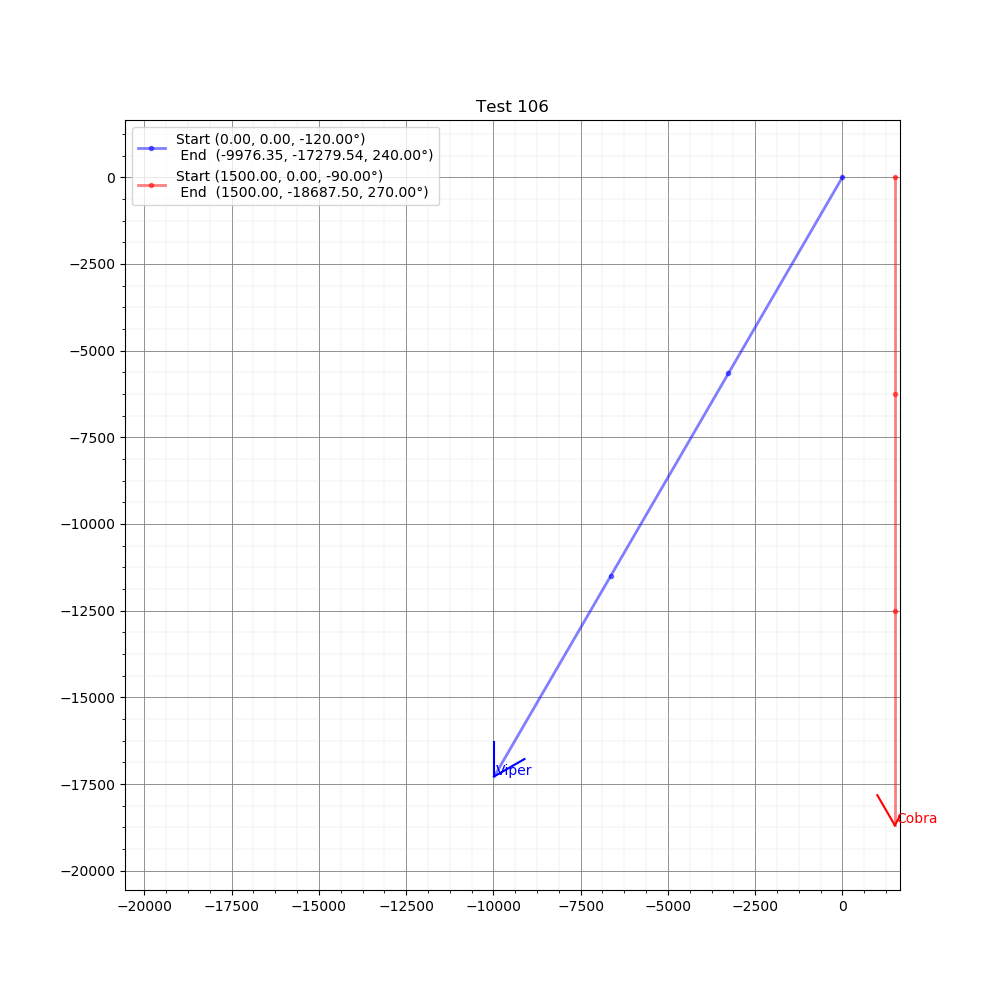 Test 106
Start (0.00, 0.00, -120.00°)
End  (-9976.35, -17279.54, 240.00°)
Start (1500.00, 0.00, -90.00°)
End  (1500.00, -18687.50, 270.00°)
0
−2500
−5000
−7500
−10000
−12500
−15000
−17500
−20000
Viper
Cobra
−20000 −17500 −15000 −12500 −10000 −7500 −5000 −2500 0